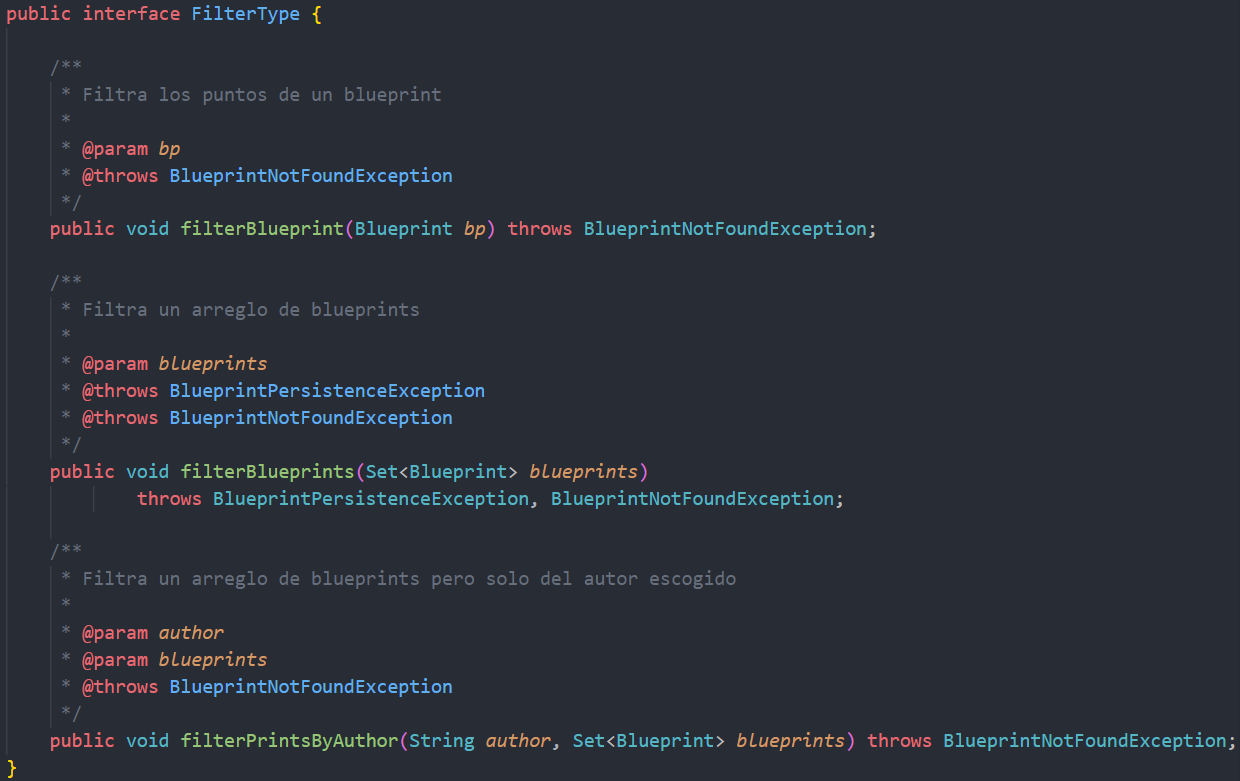 public interface FilterType {
/**
* Filtra los puntos de un blueprint
*
* @param bp
* @throws BlueprintNotFoundException
*/
public void filterBlueprint(Blueprint bp) throws BlueprintNotFoundException;
/**
* Filtra un arreglo de blueprints
*
* @param blueprints
* @throws BlueprintPersistenceException
* @throws BlueprintNotFoundException
*/
public void filterBlueprints(Set<Blueprint> blueprints)
throws BlueprintPersistenceException, BlueprintNotFoundException;
/**
* Filtra un arreglo de blueprints pero solo del autor escogido
*
* @param author
* @param blueprints
* @throws BlueprintNotFoundException
*/
public void filterPrintsByAuthor(String author, Set<Blueprint> blueprints) throws BlueprintNotFoundException;
}